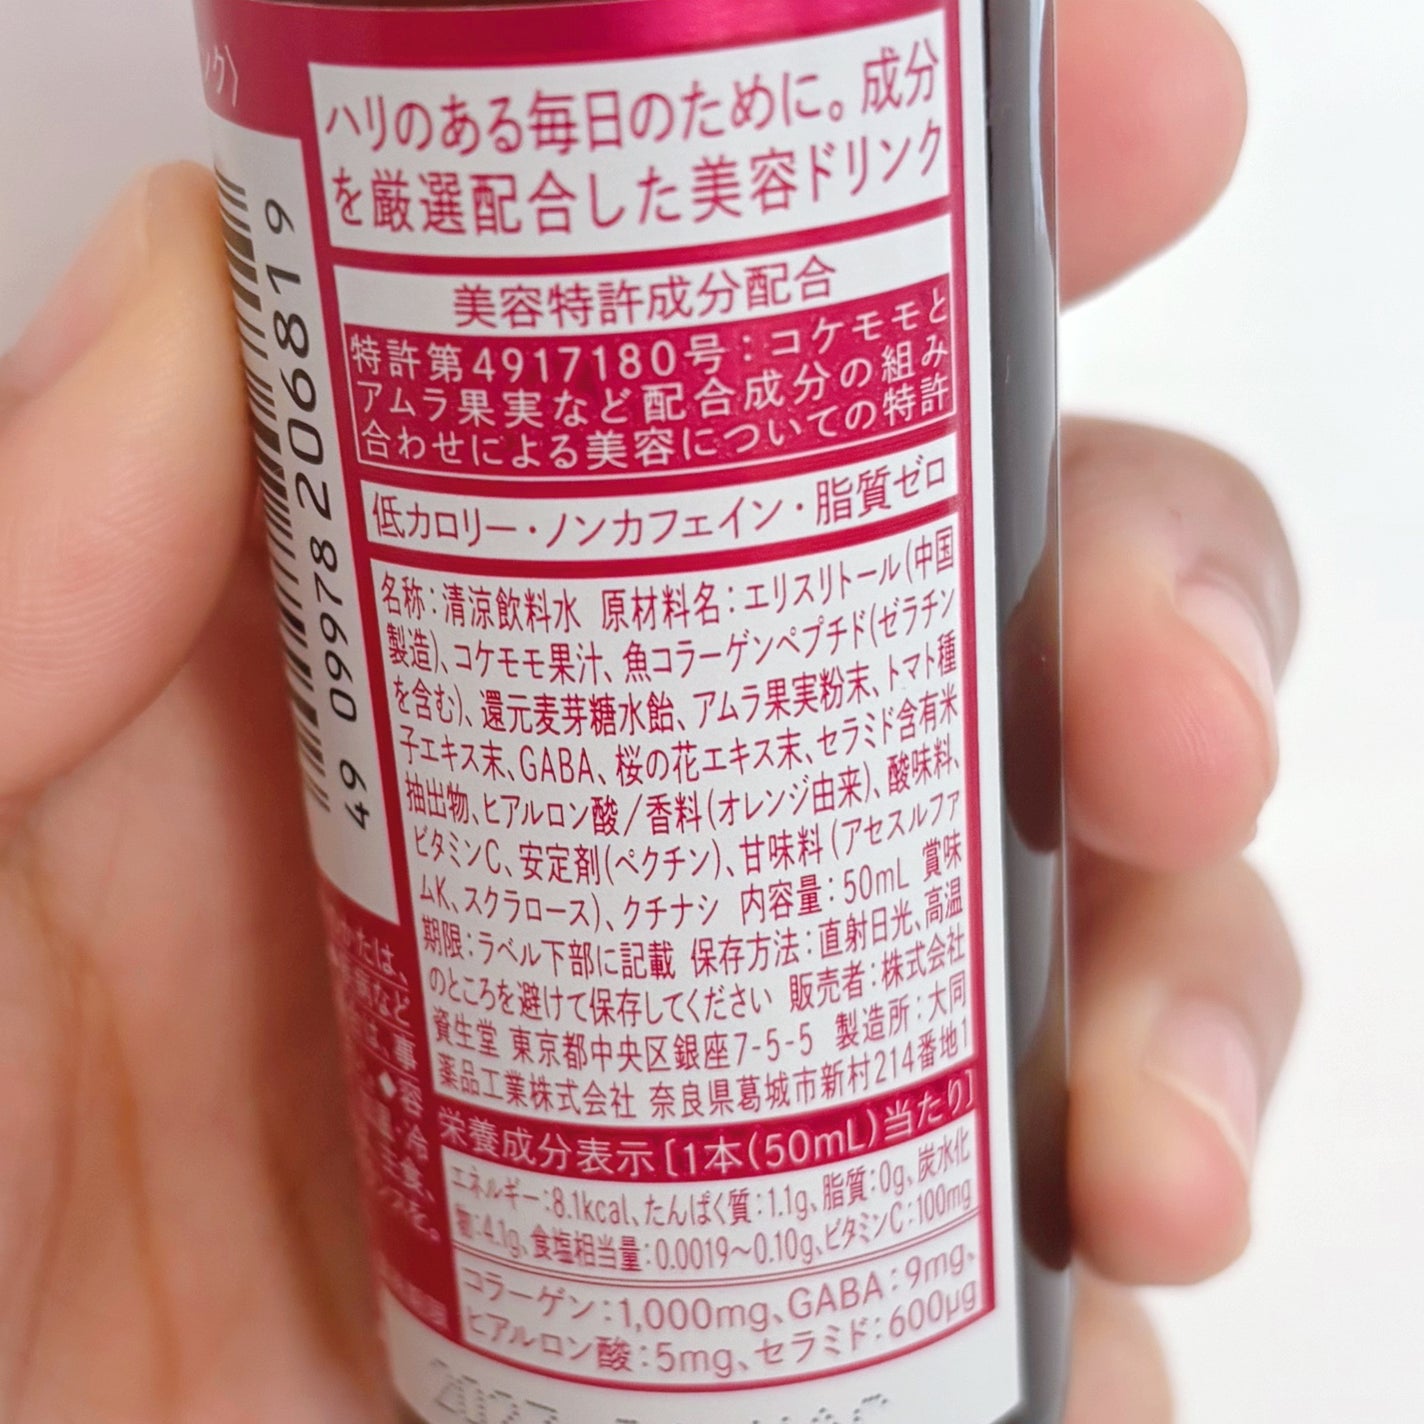 ンク〉
ハリのある毎日のために。成分
を厳選配合した美容ドリンク
美容特許成分配合
特許第4917180号：コケモモと
アムラ果実など配合成分の組み
合わせによる美容についての特許
低カロリー・ノンカフェイン・脂質ゼロ
名称：清涼飲料水 原材料名：エリスリトール（中国
製造）、コケモモ果汁、魚コラーゲンペプチド（ゼラチン
を含む）、還元麦芽糖水飴、アムラ果実粉末、トマト種
子エキス末、GABA、桜の花エキス末、セラミド含有米
抽出物、ヒアルロン酸／香料（オレンジ由来）、酸味料、
ビタミンC、安定剤（ペクチン）、甘味料（アセスルファ
ムK、スクラロース）、クチナシ 内容量：50mL 賞味
期限：ラベル下部に記載 保存方法：直射日光、高温
のところを避けて保存してください 販売者：株式会社
資生堂 東京都中央区銀座7-5-5 製造所：大同
薬品工業株式会社 奈良県葛城市新村214番地1
栄養成分表示［1本（50mL）当たり］
エネルギー：8.1kcal、たんぱく質：1.1g、脂質：0g、炭水化
物：4.1g、食塩相当量：0.0019〜0.10g、ビタミンC：100mg
コラーゲン：1,000mg、GABA：9mg、
ヒアルロン酸：5mg、セラミド：600μg
4909978206819